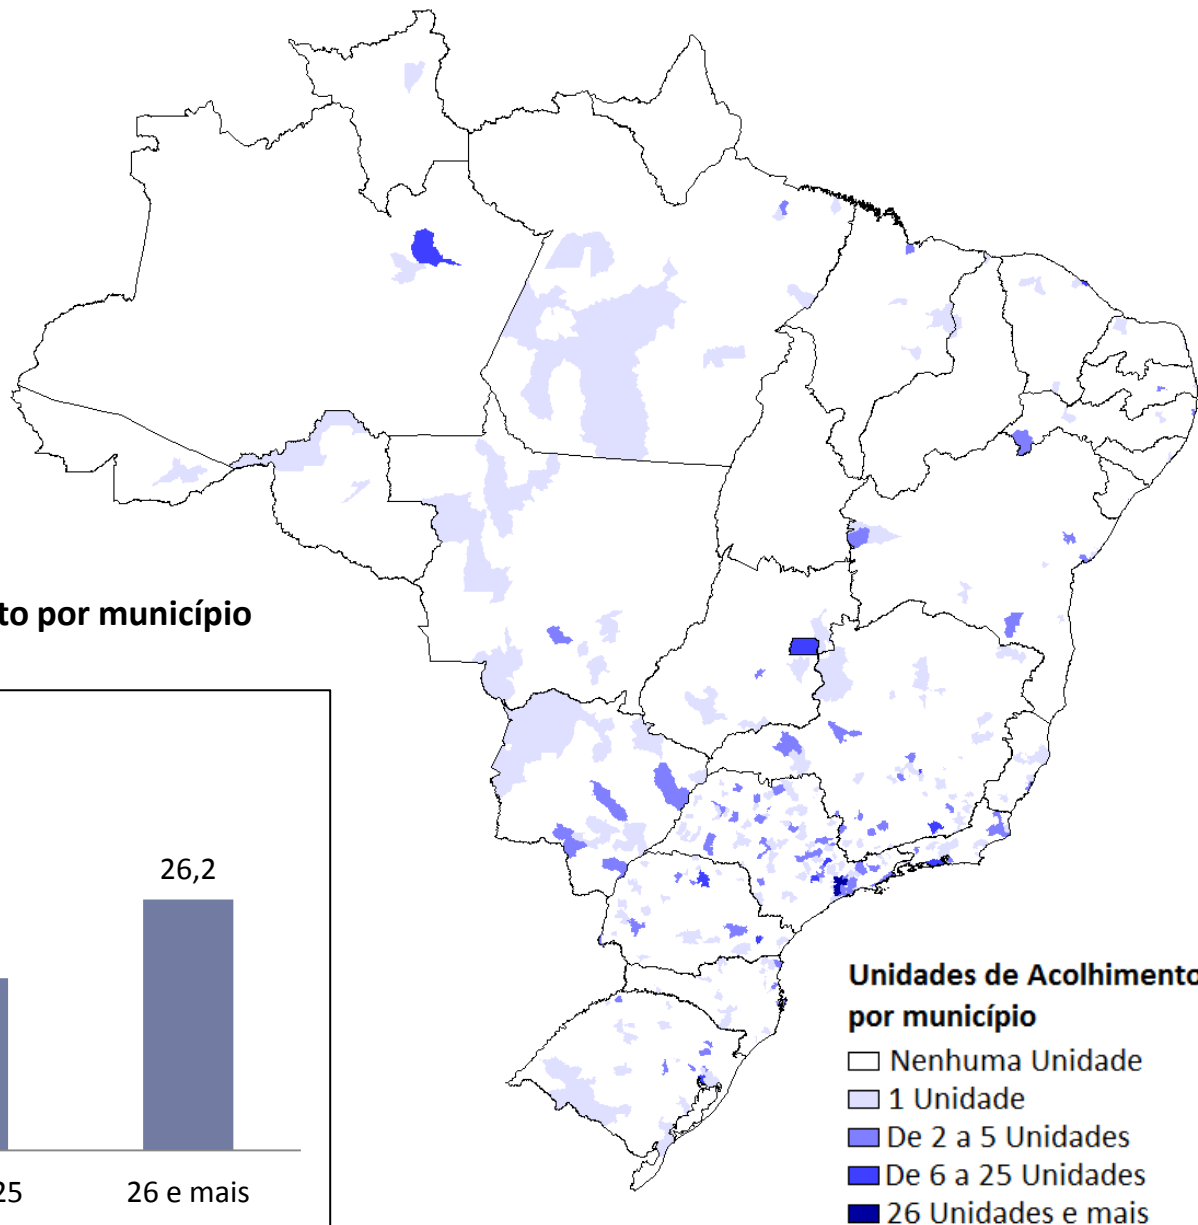 to por município
26,2
25
26 e mais
Unidades de Acolhimento
por município
Nenhuma Unidade
1 Unidade
De 2 a 5 Unidades
De 6 a 25 Unidades
26 Unidades e mais